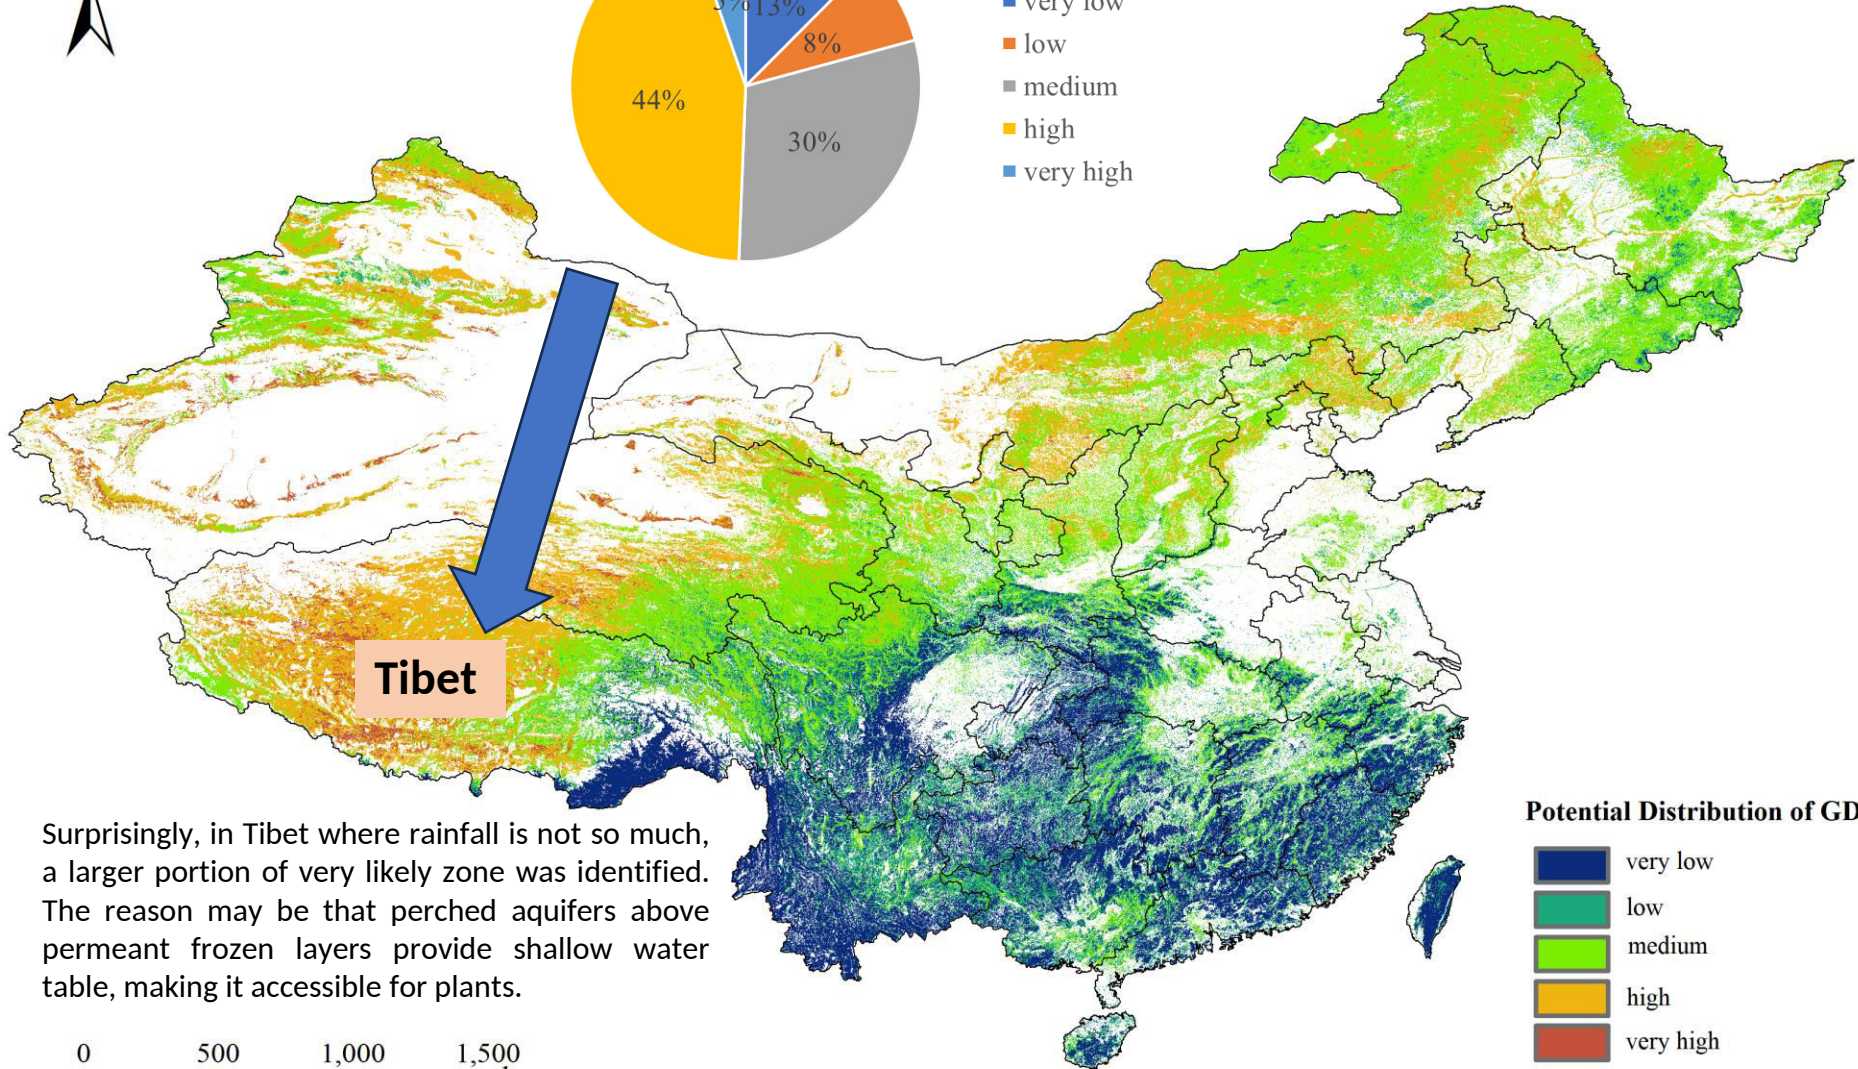 5%
13%
8%
44%
30%
very low
low
medium
high
very high
Tibet
Surprisingly, in Tibet where rainfall is not so much,
a larger portion of very likely zone was identified.
The reason may be that perched aquifers above
permeant frozen layers provide shallow water
table, making it accessible for plants.
0 500 1,000 1,500
Potential Distribution of GD
very low
low
medium
high
very high